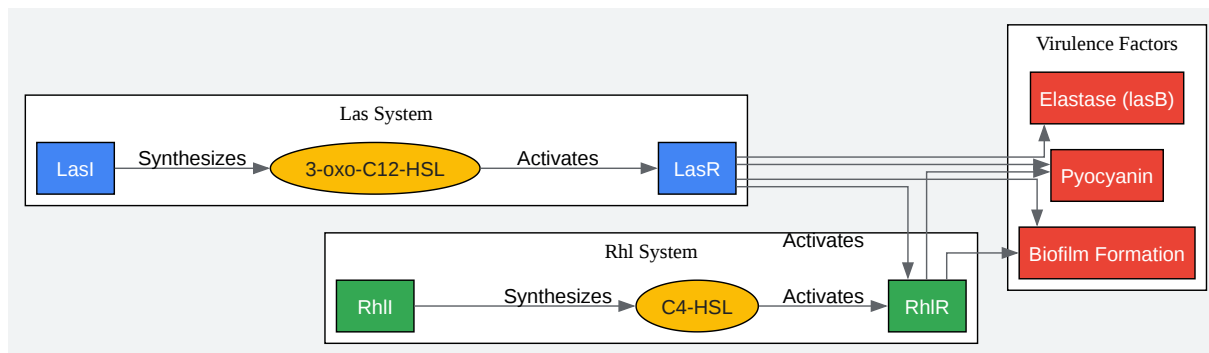 Virulence Factors
Elastase (lasB)
Las System
LasI
Synthesizes
3-oxo-C12-HSL
Activates
LasR
Pyocyanin
Activates
Rhl System
Biofilm Formation
RhlI
Synthesizes
C4-HSL
Activates
RhlR